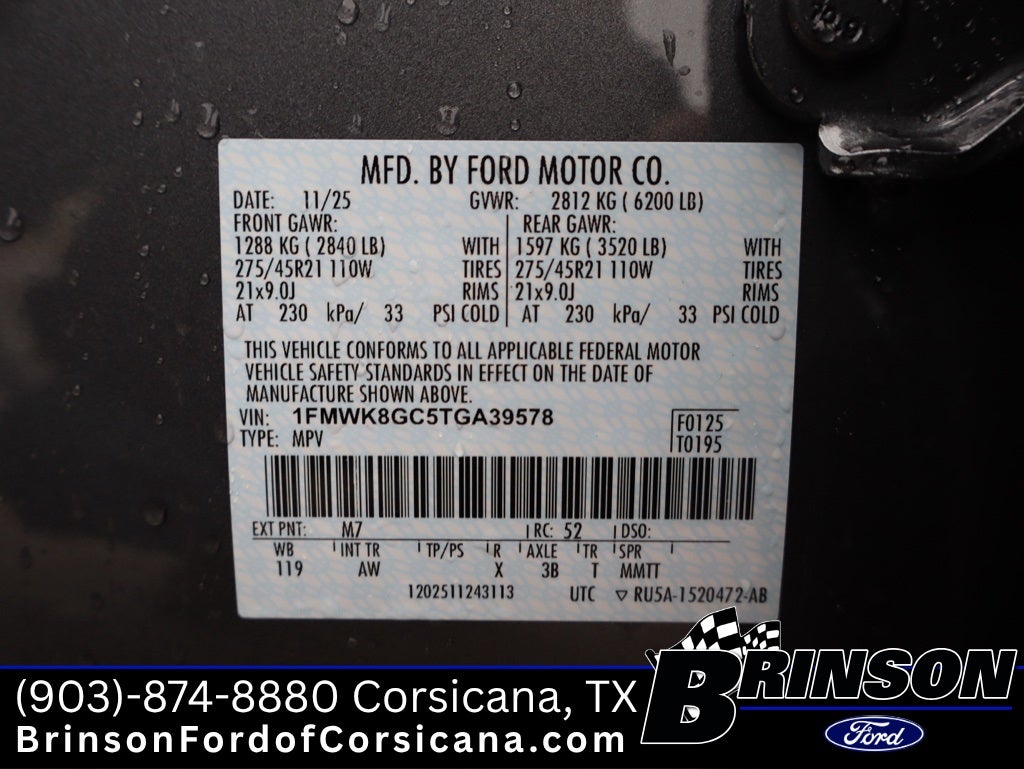 MFD. BY FORD MOTOR CO.
DATE: 11/25 GVWR: 2812 KG ( 6200 LB)
FRONT GAWR: REAR GAWR:
1288 KG ( 2840 LB) WITH 1597 KG ( 3520 LB) WITH
275/45R21 110W TIRES 275/45R21 110W TIRES
21x9.0J RIMS 21x9.0J RIMS
AT 230 kPa/ 33 PSI COLD AT 230 kPa/ 33 PSI COLD
THIS VEHICLE CONFORMS TO ALL APPLICABLE FEDERAL MOTOR
VEHICLE SAFETY STANDARDS IN EFFECT ON THE DATE OF
MANUFACTURE SHOWN ABOVE.
VIN: 1FMWK8GC5TGA39578 F0125
TYPE: MPV T0195
EXT PNT: M7 RC: 52 DSO:
WB INT TR TP/PS R AXLE TR SPR
119 AW X 3B T MMTT
1202511243113 UTC ▽ RU5A-1520472-AB
(903)-874-8880 Corsicana, TX
BrinsonFordofCorsicana.com
BRINSON
Ford